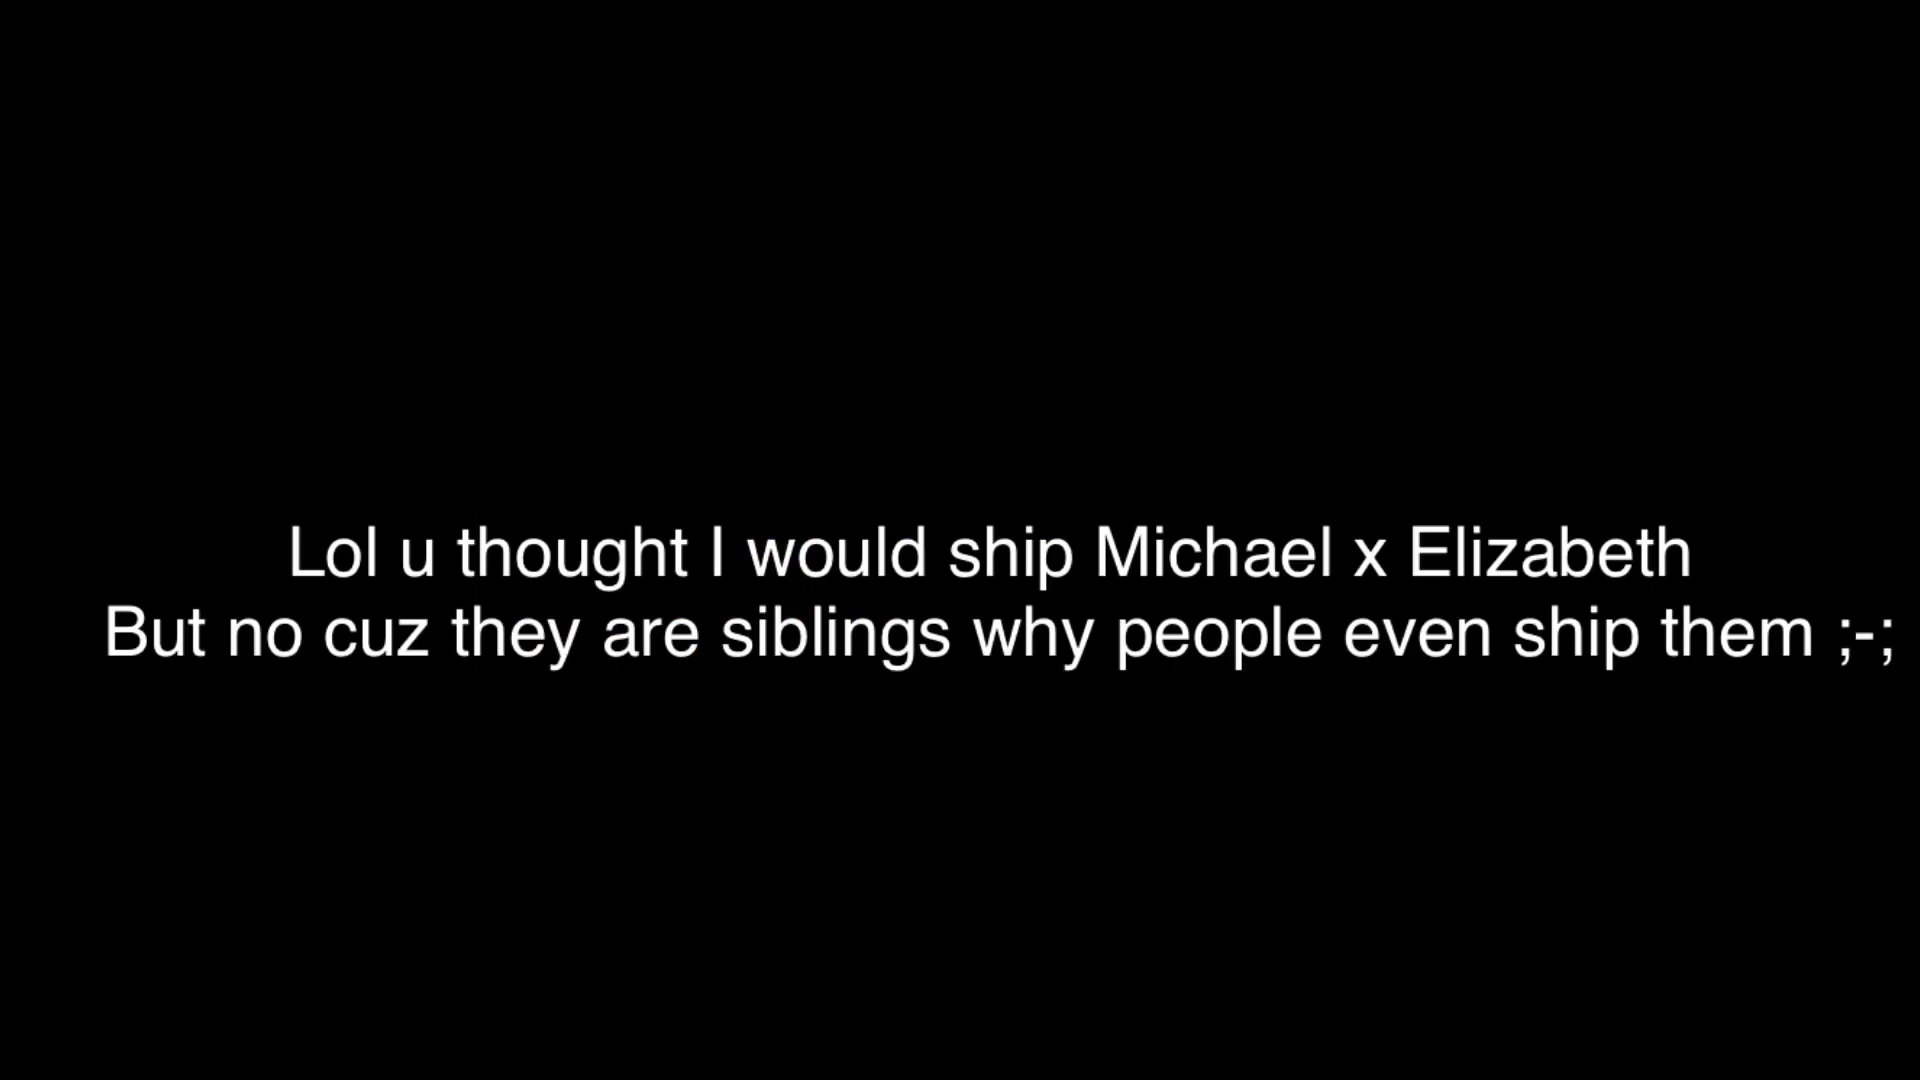 Lol u thought I would ship Michael x Elizabeth
But no cuz they are siblings why people even ship them ;-;